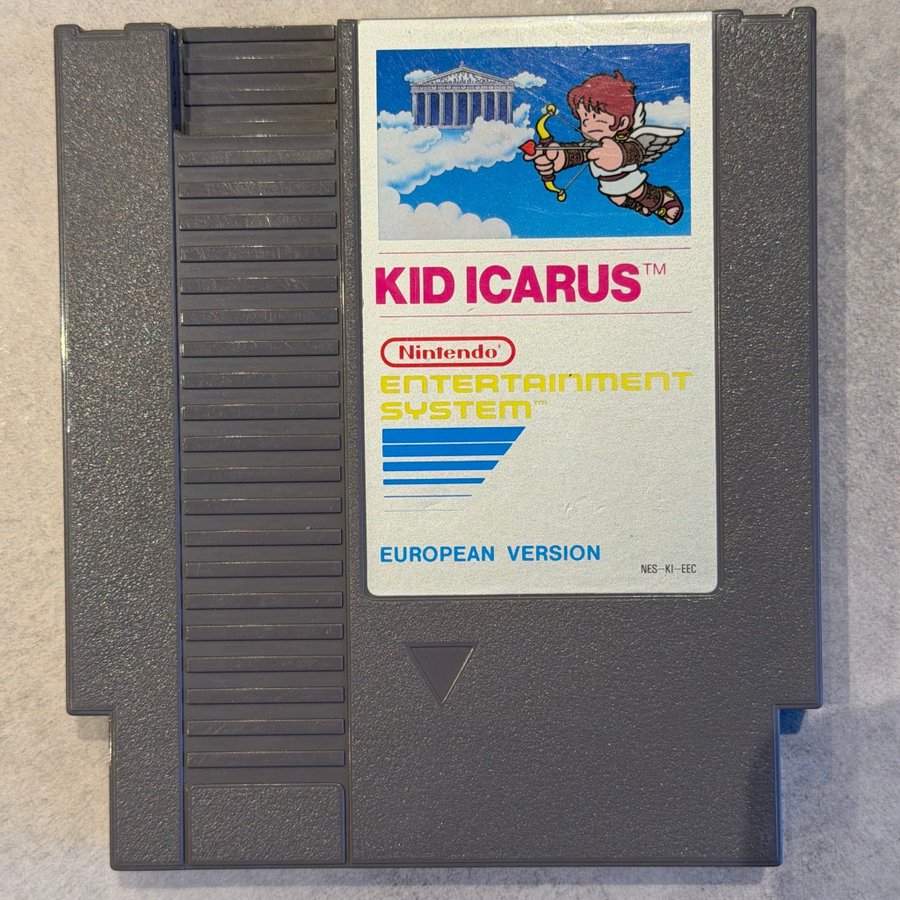 KID ICARUS™
Nintendo®
ENTERTAINMENT
SYSTEM™
EUROPEAN VERSION
NES-KI-EEC